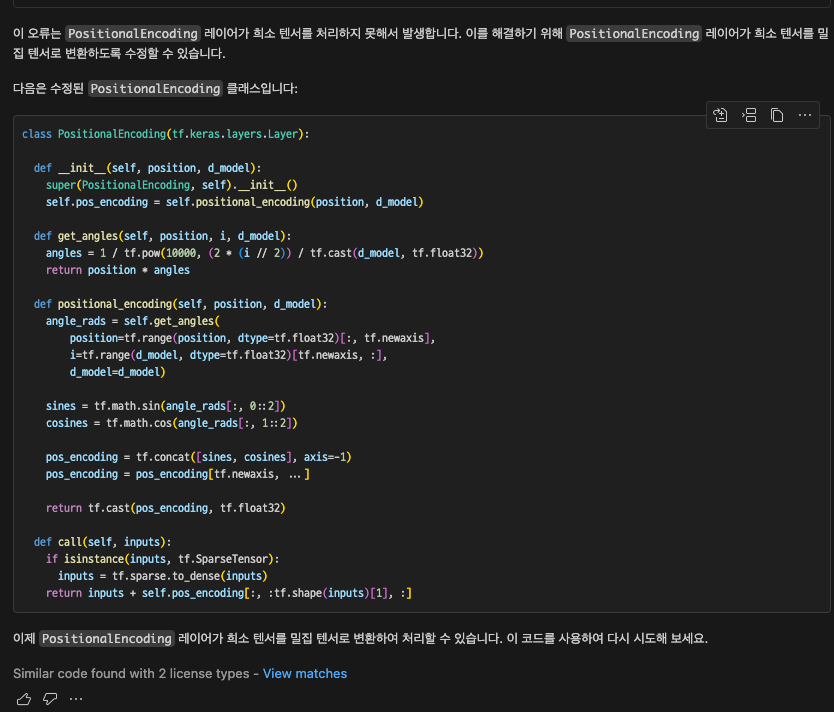 이 오류는 PositionalEncoding 레이어가 희소 텐서를 처리하지 못해서 발생합니다. 이를 해결하기 위해 PositionalEncoding 레이어가 희소 텐서를 밀
집 텐서로 변환하도록 수정할 수 있습니다.
다음은 수정된 PositionalEncoding 클래스입니다:
class PositionalEncoding(tf.keras.layers.Layer):
  def __init__(self, position, d_model):
    super(PositionalEncoding, self).__init__()
    self.pos_encoding = self.positional_encoding(position, d_model)
  def get_angles(self, position, i, d_model):
    angles = 1 / tf.pow(10000, (2 * (i // 2)) / tf.cast(d_model, tf.float32))
    return position * angles
  def positional_encoding(self, position, d_model):
    angle_rads = self.get_angles(
        position=tf.range(position, dtype=tf.float32)[:, tf.newaxis],
        i=tf.range(d_model, dtype=tf.float32)[tf.newaxis, :],
        d_model=d_model)
    sines = tf.math.sin(angle_rads[:, 0::2])
    cosines = tf.math.cos(angle_rads[:, 1::2])
    pos_encoding = tf.concat([sines, cosines], axis=-1)
    pos_encoding = pos_encoding[tf.newaxis, ...]
    return tf.cast(pos_encoding, tf.float32)
  def call(self, inputs):
    if isinstance(inputs, tf.SparseTensor):
      inputs = tf.sparse.to_dense(inputs)
    return inputs + self.pos_encoding[:, :tf.shape(inputs)[1], :]
이제 PositionalEncoding 레이어가 희소 텐서를 밀집 텐서로 변환하여 처리할 수 있습니다. 이 코드를 사용하여 다시 시도해 보세요.
Similar code found with 2 license types - View matches